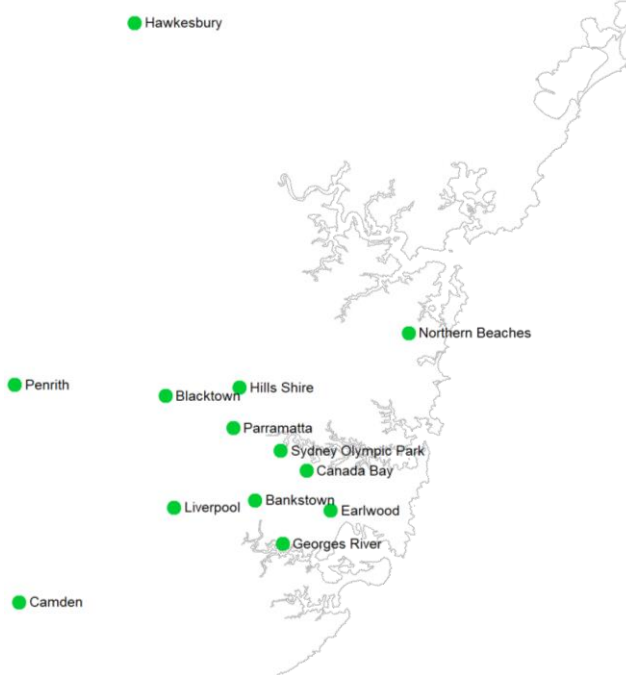 Hawkesbury
Northern Beaches
Penrith
Hills Shire
Blacktown
Parramatta
Sydney Olympic Park
Canada Bay
Bankstown
Liverpool
Earlwood
Georges River
Camden